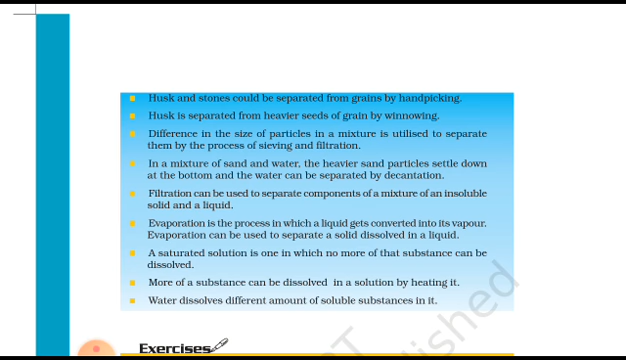 Husk and stones could be separated from grains by handpicking.
Husk is separated from heavier seeds of grain by winnowing.
Difference in the size of particles in a mixture is utilised to separate
them by the process of sieving and filtration.
In a mixture of sand and water, the heavier sand particles settle down
at the bottom and the water can be separated by decantation.
Filtration can be used to separate components of a mixture of an insoluble
solid and a liquid.
Evaporation is the process in which a liquid gets converted into its vapour.
Evaporation can be used to separate a solid dissolved in a liquid.
A saturated solution is one in which no more of that substance can be
dissolved.
More of a substance can be dissolved in a solution by heating it.
Water dissolves different amount of soluble substances in it.
Exercises